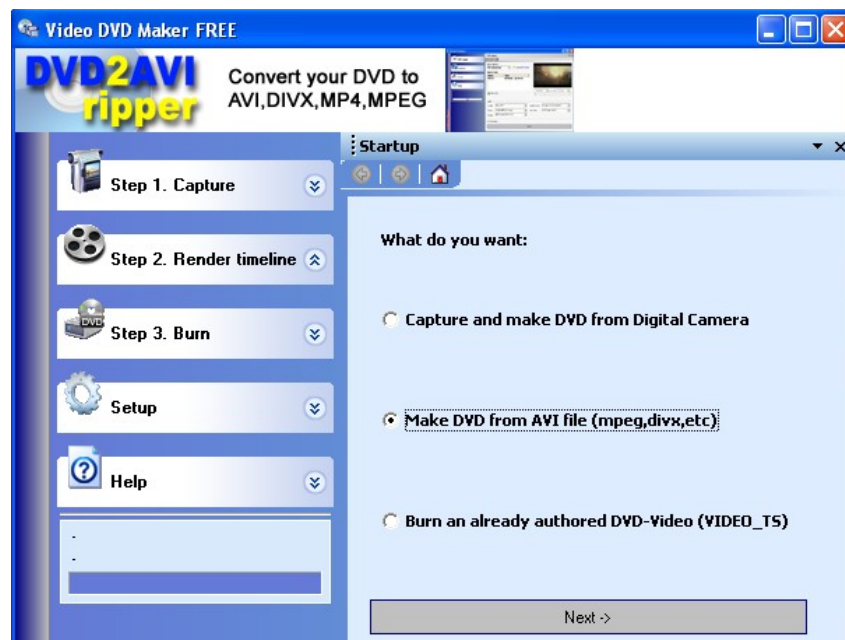 Video DVD Maker FREE
DVD2AVI
ripper
Convert your DVD to
AVI,DIVX,MP4,MPEG
Startup
Step 1. Capture
Step 2. Render timeline
Step 3. Burn
DVD
Setup
Help
-
-
What do you want:
Capture and make DVD from Digital Camera
Make DVD from AVI file (mpeg,divx,etc)
Burn an already authored DVD-Video (VIDEO_TS)
Next ->